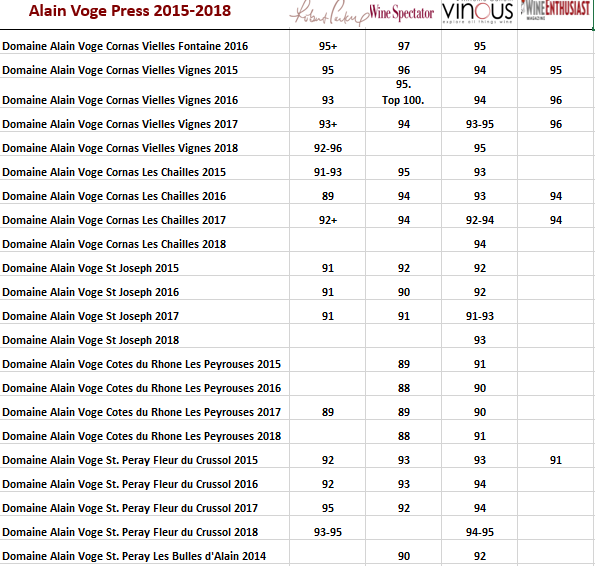 Alain Voge Press 2015-2018 Robert Parker Wine Spectator vinous WINEENTHUSIAST
explore all things wine MAGAZINE
Domaine Alain Voge Cornas Vielles Fontaine 2016 95+ 97 95
Domaine Alain Voge Cornas Vielles Vignes 2015 95 96 94 95
95.
Domaine Alain Voge Cornas Vielles Vignes 2016 93 Top 100. 94 96
Domaine Alain Voge Cornas Vielles Vignes 2017 93+ 94 93-95 96
Domaine Alain Voge Cornas Vielles Vignes 2018 92-96 95
Domaine Alain Voge Cornas Les Chailles 2015 91-93 95 93
Domaine Alain Voge Cornas Les Chailles 2016 89 94 93 94
Domaine Alain Voge Cornas Les Chailles 2017 92+ 94 92-94 94
Domaine Alain Voge Cornas Les Chailles 2018 94
Domaine Alain Voge St Joseph 2015 91 92 92
Domaine Alain Voge St Joseph 2016 91 90 92
Domaine Alain Voge St Joseph 2017 91 91 91-93
Domaine Alain Voge St Joseph 2018 93
Domaine Alain Voge Cotes du Rhone Les Peyrouses 2015 89 91
Domaine Alain Voge Cotes du Rhone Les Peyrouses 2016 88 90
Domaine Alain Voge Cotes du Rhone Les Peyrouses 2017 89 89 90
Domaine Alain Voge Cotes du Rhone Les Peyrouses 2018 88 91
Domaine Alain Voge St. Peray Fleur du Crussol 2015 92 93 93 91
Domaine Alain Voge St. Peray Fleur du Crussol 2016 92 93 94
Domaine Alain Voge St. Peray Fleur du Crussol 2017 95 92 94
Domaine Alain Voge St. Peray Fleur du Crussol 2018 93-95 94-95
Domaine Alain Voge St. Peray Les Bulles d'Alain 2014 90 92